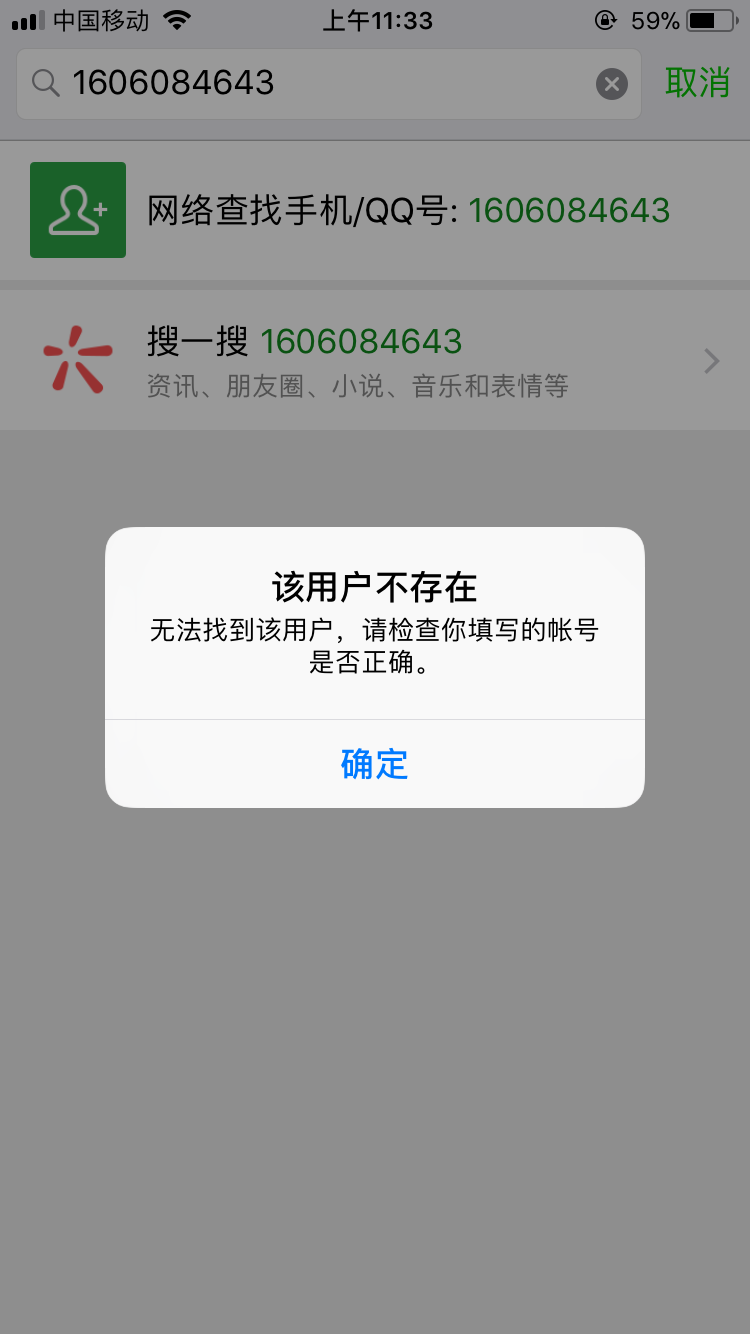 中国移动 上午11:33 59%
1606084643 取消
网络查找手机/QQ号: 1606084643
搜一搜 1606084643
资讯、朋友圈、小说、音乐和表情等
该用户不存在
无法找到该用户，请检查你填写的帐号
是否正确。
确定